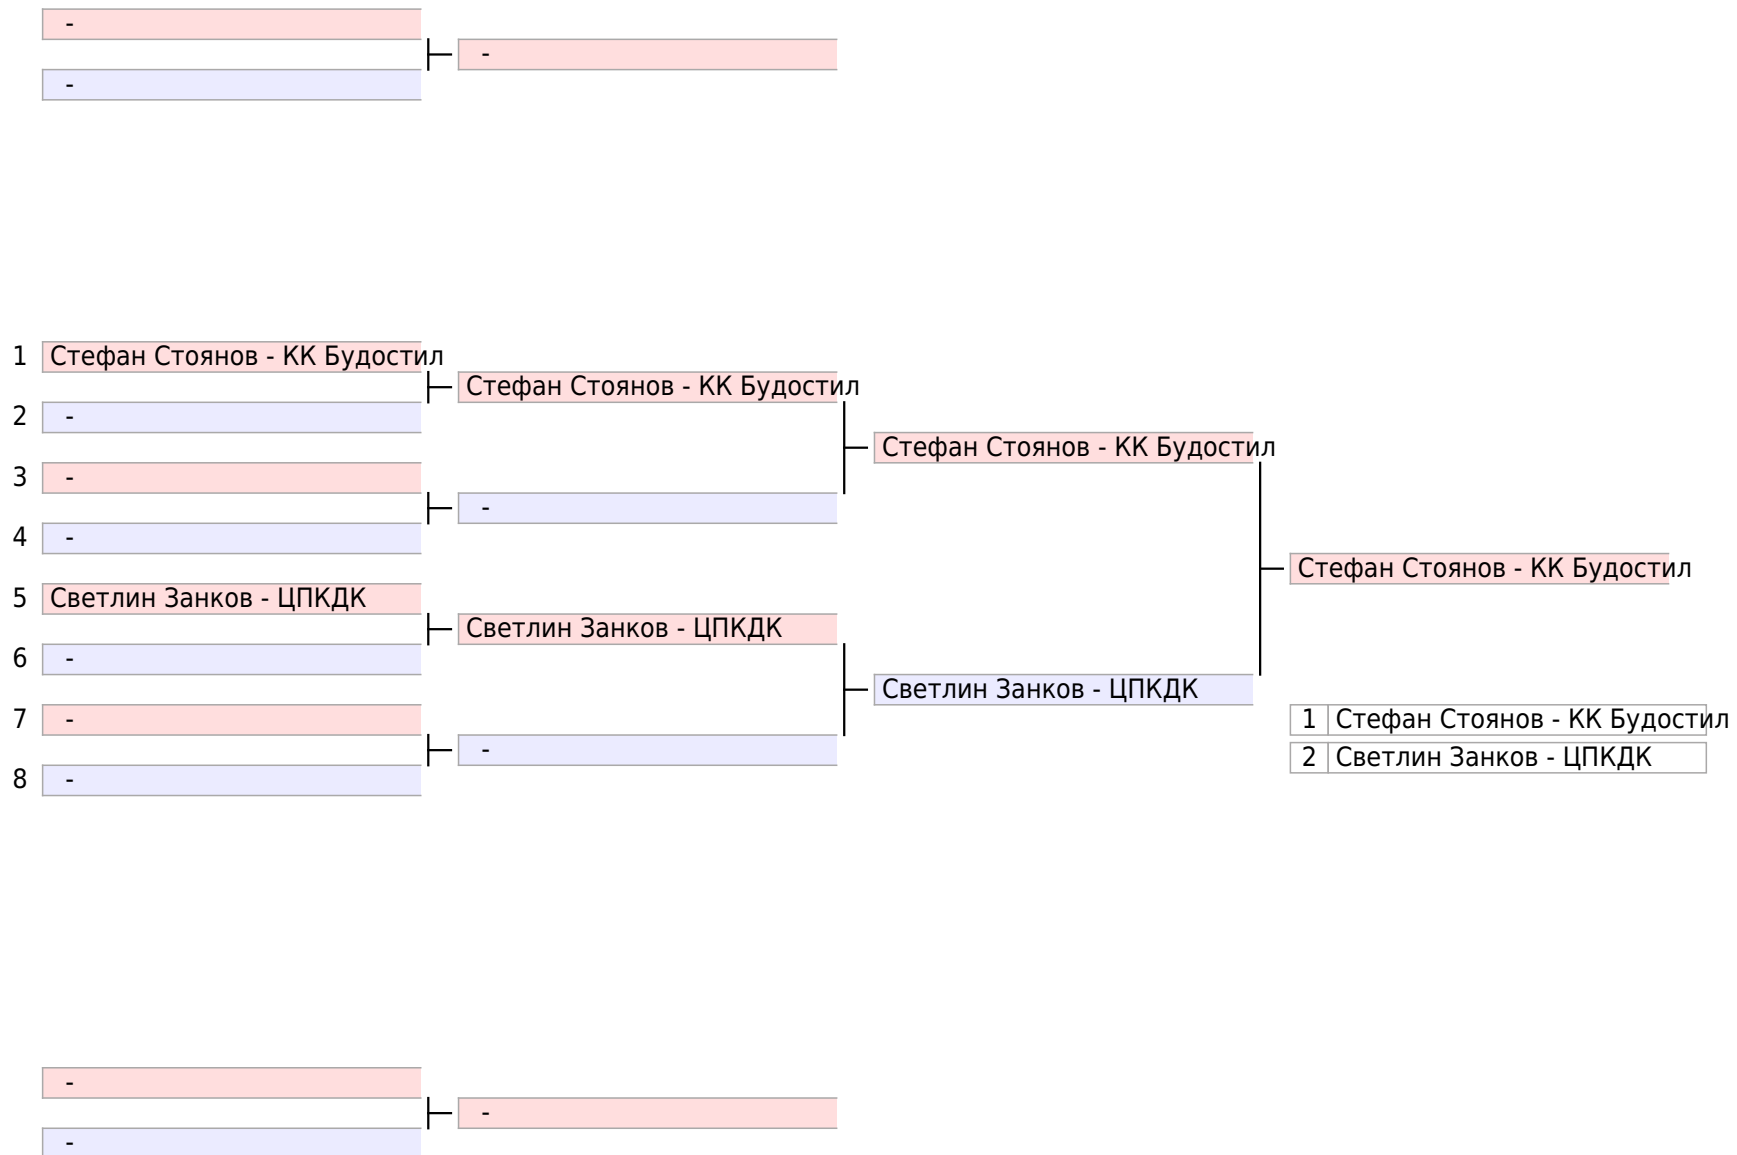 -
-
-
1 Стефан Стоянов - КК Будостил
Стефан Стоянов - КК Будостил
2 -
Стефан Стоянов - КК Будостил
3 -
-
4 -
Стефан Стоянов - КК Будостил
5 Светлин Занков - ЦПКДК
Светлин Занков - ЦПКДК
6 -
Светлин Занков - ЦПКДК
7 -
1 Стефан Стоянов - КК Будостил
-
2 Светлин Занков - ЦПКДК
8 -
-
-
-